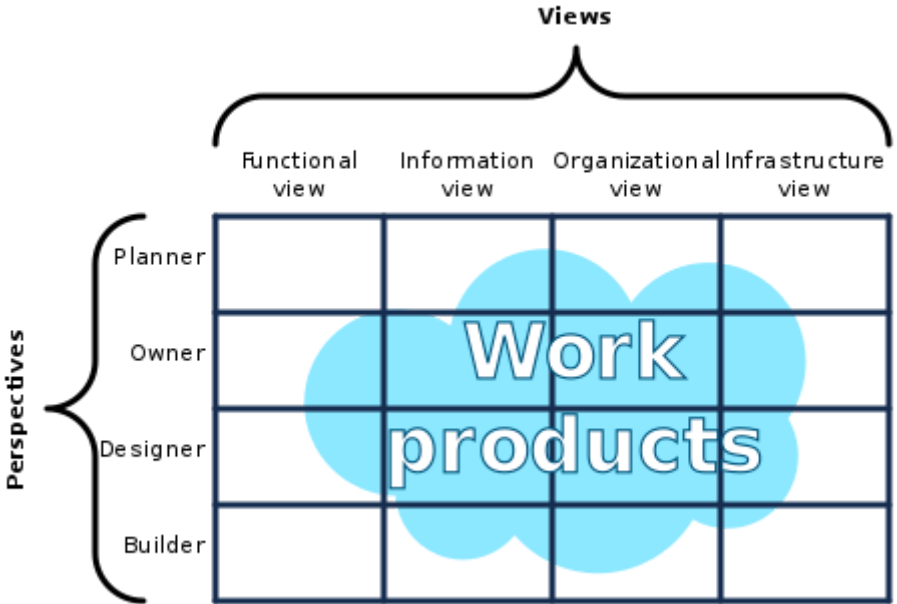 Views
Functional view
Information view
Organizational view
Infrastructure view
Perspectives
Planner
Owner
Designer
Builder
Work
products